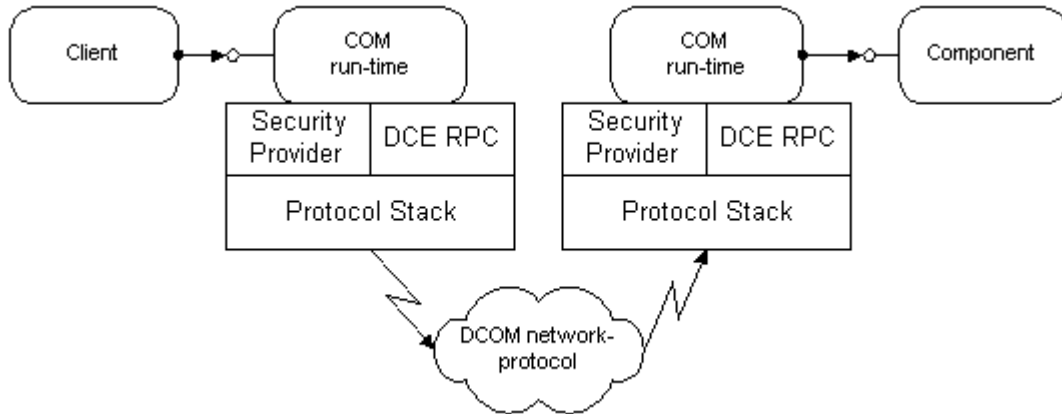 Client
COM
run-time
COM
run-time
Component
Security
Provider
DCE RPC
Security
Provider
DCE RPC
Protocol Stack
Protocol Stack
DCOM network-
protocol